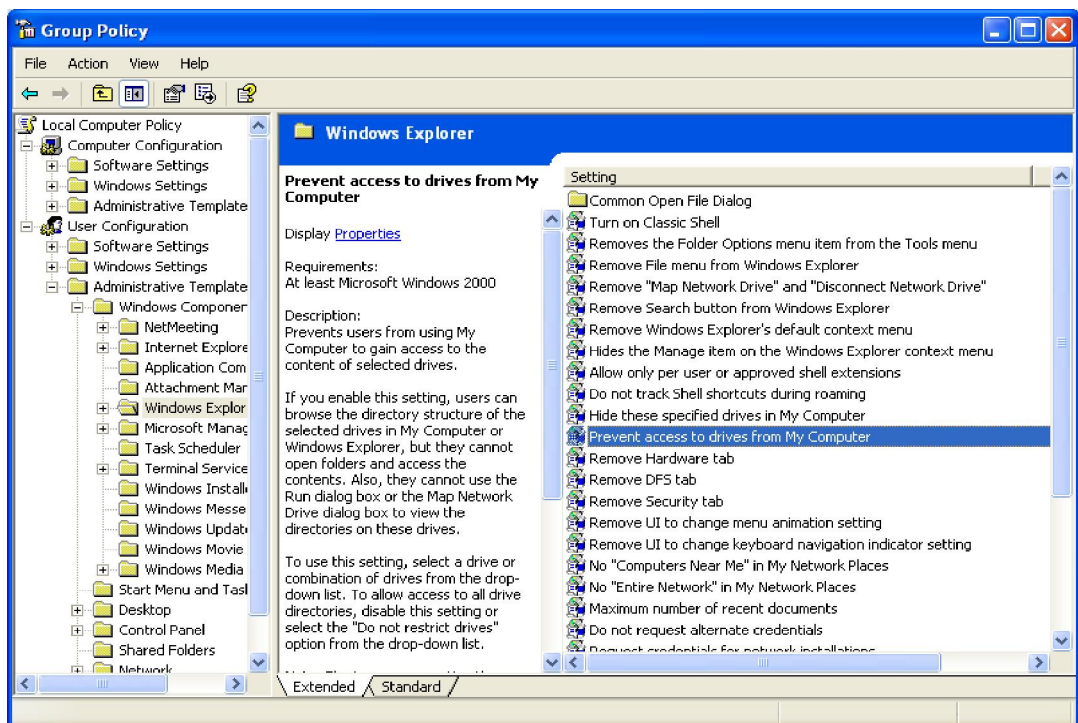 Group Policy
File Action View Help
Local Computer Policy
Computer Configuration
Software Settings
Windows Settings
Administrative Template
User Configuration
Software Settings
Windows Settings
Administrative Template
Windows Componer
NetMeeting
Internet Explore
Application Com
Attachment Mar
Windows Explor
Microsoft Manag
Task Scheduler
Terminal Service
Windows Install
Windows Messe
Windows Updat
Windows Movie
Windows Media
Start Menu and Tas
Desktop
Control Panel
Shared Folders
Network
Windows Explorer
Prevent access to drives from My
Computer
Display Properties
Requirements:
At least Microsoft Windows 2000
Description:
Prevents users from using My
Computer to gain access to the
content of selected drives.
If you enable this setting, users can
browse the directory structure of the
selected drives in My Computer or
Windows Explorer, but they cannot
open folders and access the
contents. Also, they cannot use the
Run dialog box or the Map Network
Drive dialog box to view the
directories on these drives.
To use this setting, select a drive or
combination of drives from the drop-
down list. To allow access to all drive
directories, disable this setting or
select the "Do not restrict drives"
option from the drop-down list.
Setting
Common Open File Dialog
Turn on Classic Shell
Removes the Folder Options menu item from the Tools menu
Remove File menu from Windows Explorer
Remove "Map Network Drive" and "Disconnect Network Drive"
Remove Search button from Windows Explorer
Remove Windows Explorer's default context menu
Hides the Manage item on the Windows Explorer context menu
Allow only per user or approved shell extensions
Do not track Shell shortcuts during roaming
Hide these specified drives in My Computer
Prevent access to drives from My Computer
Remove Hardware tab
Remove DFS tab
Remove Security tab
Remove UI to change menu animation setting
Remove UI to change keyboard navigation indicator setting
No "Computers Near Me" in My Network Places
No "Entire Network" in My Network Places
Maximum number of recent documents
Do not request alternate credentials
Request credentials for network installations
Extended Standard